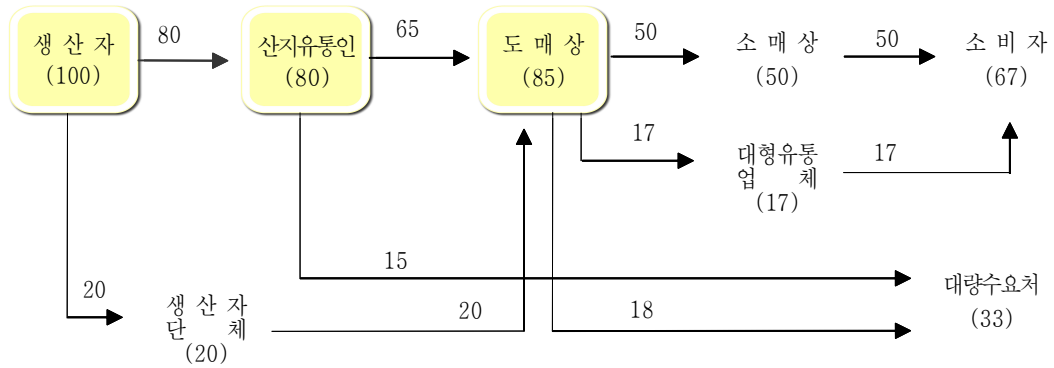 생 산 자
(100)
80
산지유통인
(80)
65
도 매 상
(85)
50
소 매 상
(50)
50
소 비 자
(67)
17
대형유통
업 체
(17)
17
15
대량수요처
(33)
20
생 산 자
단 체
(20)
20
18